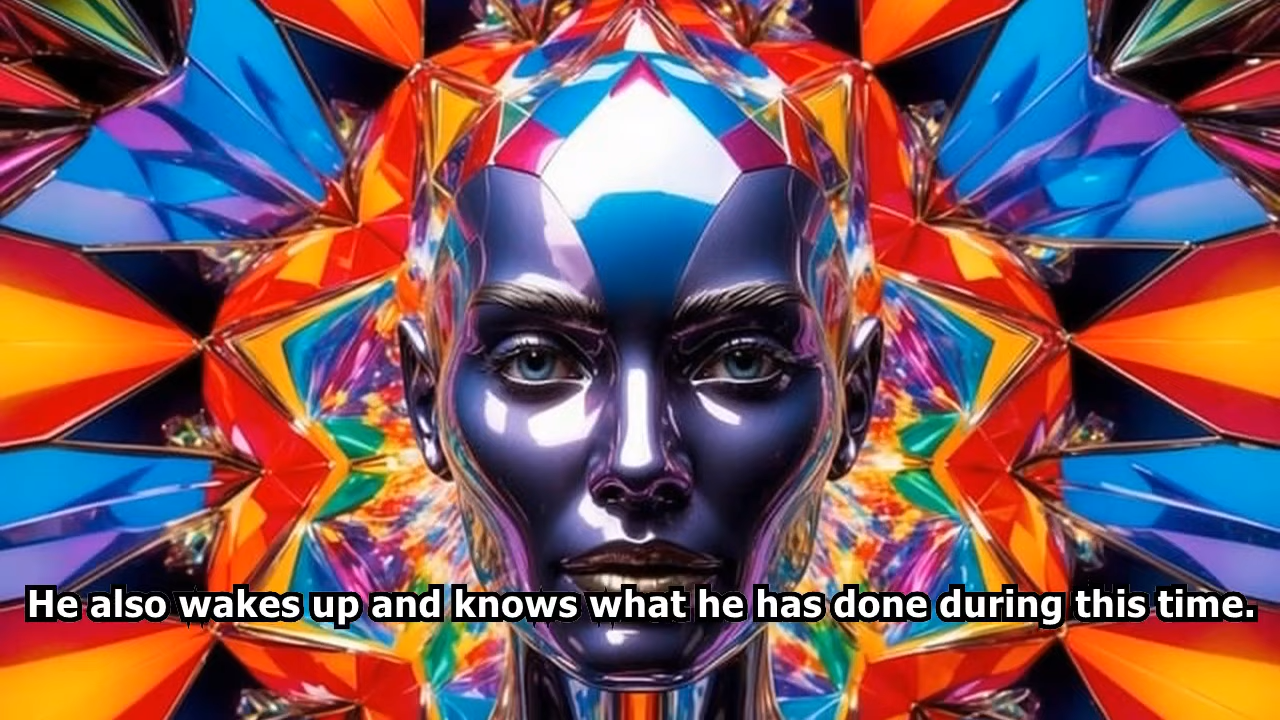 He also wakes up and knows what he has done during this time.